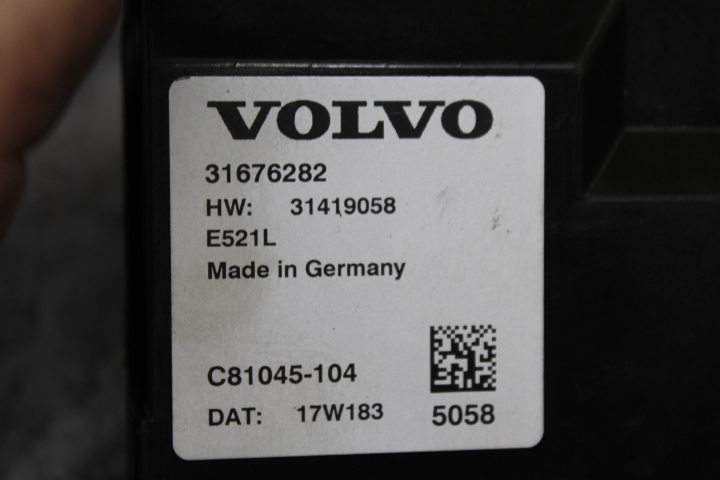 VOLVO
31676282
HW: 31419058
E521L
Made in Germany
C81045-104
DAT: 17W183 5058